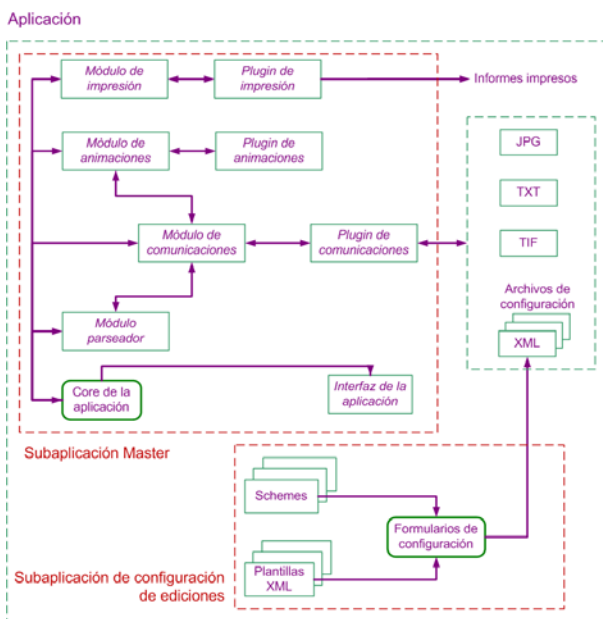 Aplicación
Módulo de
impresión
Plugin de
impresión
Informes impresos
Módulo de
animaciones
Plugin de
animaciones
JPG
TXT
Módulo de
comunicaciones
Plugin de
comunicaciones
TIF
Archivos de
configuración
XML
Módulo
parseador
Core de la
aplicación
Interfaz de la
aplicación
Subaplicación Master
Schemes
Formularios de
configuración
Plantillas
XML
Subaplicación de configuración
de ediciones